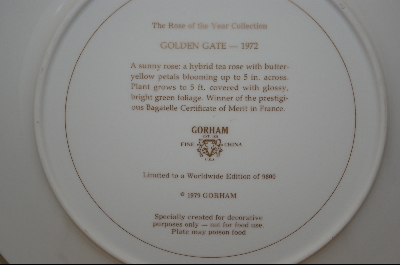 The Rose of the Year Collection
GOLDEN GATE — 1972
A sunny rose: a hybrid tea rose with butter-
yellow petals blooming up to 5 in. across.
Plant grows to 5 ft. covered with glossy,
bright green foliage. Winner of the prestigi-
ous Bagatelle Certificate of Merit in France.
GORHAM
FINE CHINA
U.S.A.
Limited to a Worldwide Edition of 9800
© 1979 GORHAM
Specially created for decorative
purposes only — not for food use.
Plate may poison food